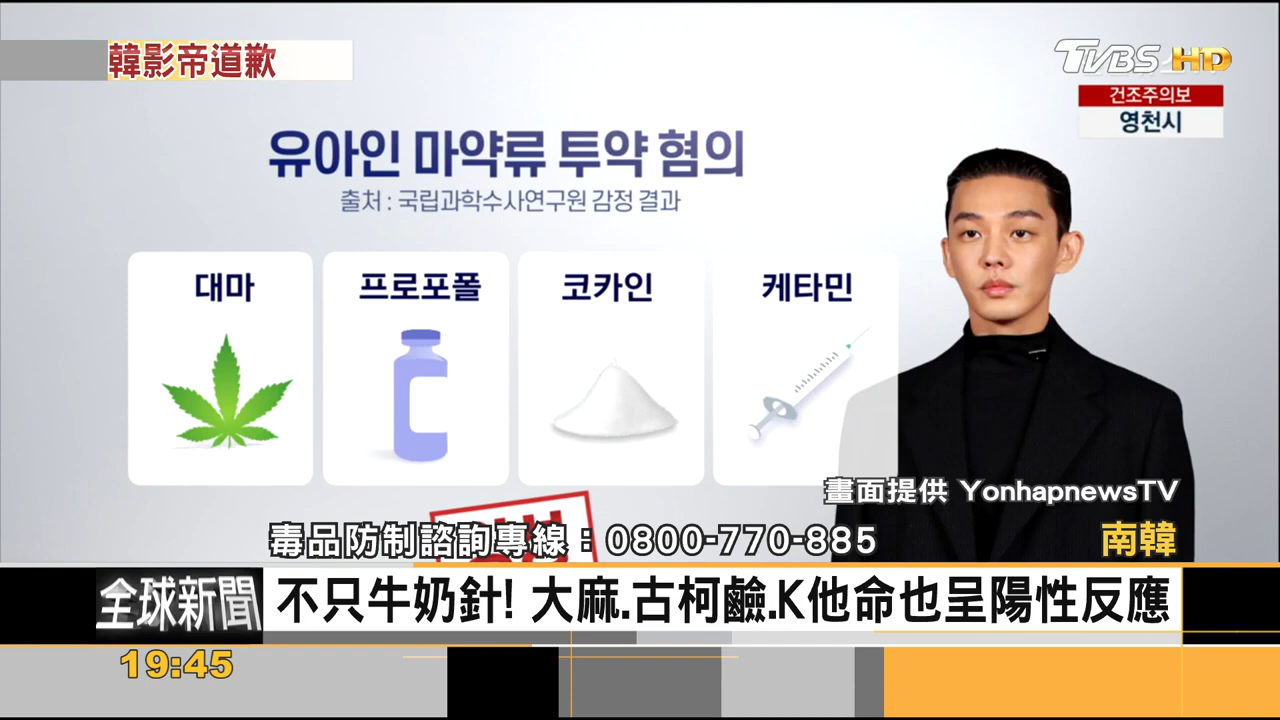 韓影帝道歉
TVBS HD
건조주의보
영천시
유아인 마약류 투약 혐의
출처 : 국립과학수사연구원 감정 결과
대마
프로포폴
코카인
케타민
畫面提供 YonhapnewsTV
毒品防制諮詢專線：0800-770-885
南韓
全球新聞
不只牛奶針! 大麻.古柯鹼.K他命也呈陽性反應
19:45